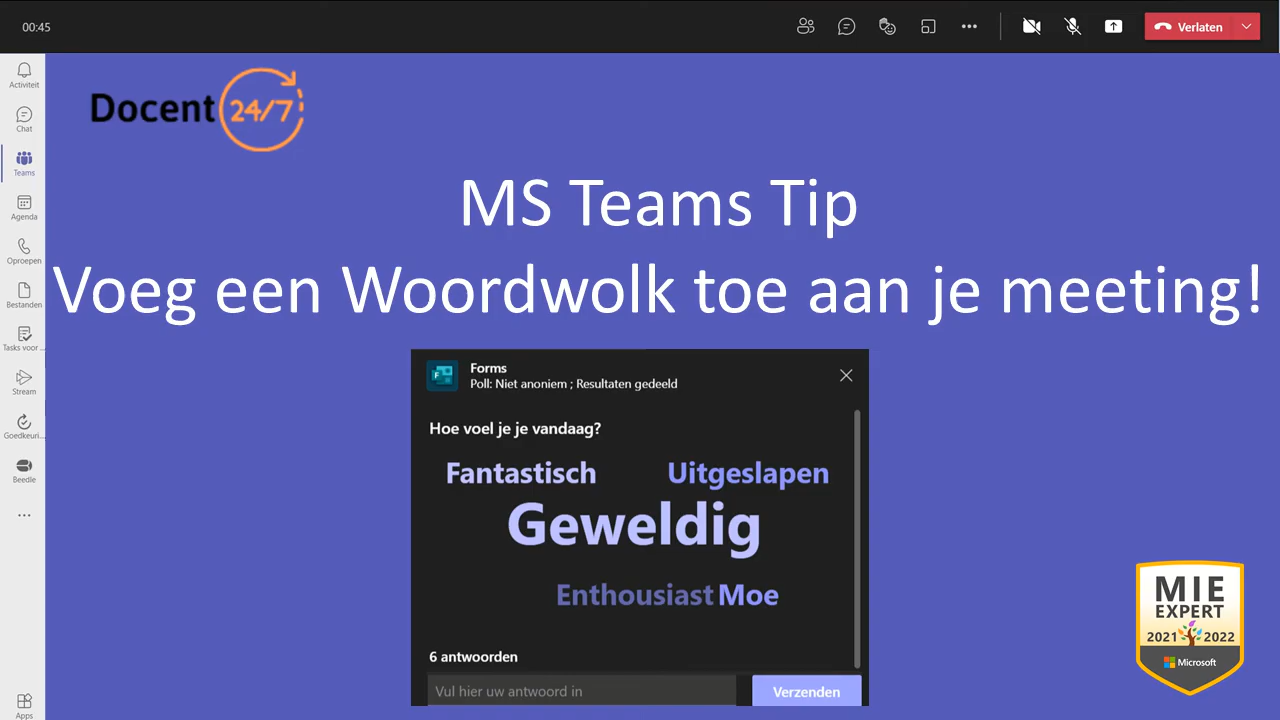 00:45
Verlaten
Activiteit
Chat
Teams
Agenda
Oproepen
Bestanden
Tasks voor ...
Stream
Goedkeuri...
Beedle
...
Apps
Docent 24/7
MS Teams Tip
Voeg een Woordwolk toe aan je meeting!
Forms
Poll: Niet anoniem ; Resultaten gedeeld
Hoe voel je je vandaag?
Fantastisch Uitgeslapen
Geweldig
Enthousiast Moe
6 antwoorden
Vul hier uw antwoord in
Verzenden
MIE
EXPERT
2021 2022
Microsoft